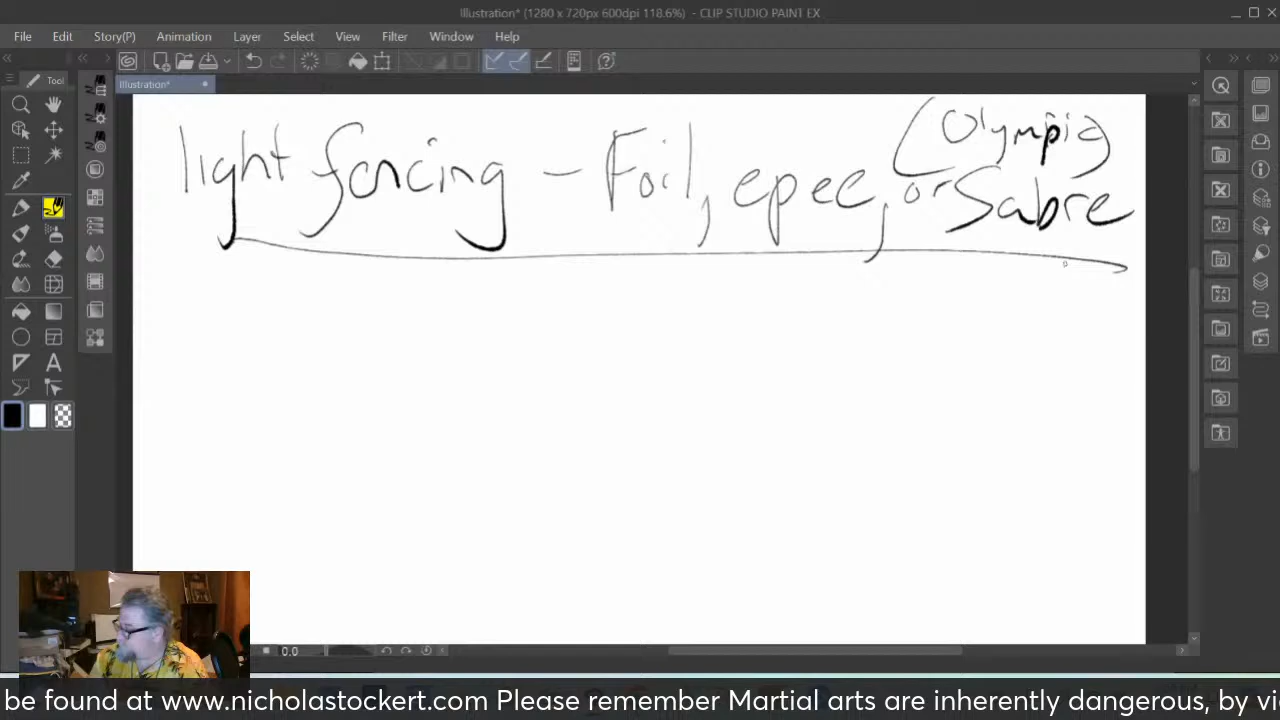 Illustration* (1280 x 720px 600dpi 118.6%) - CLIP STUDIO PAINT EX
File Edit Story(P) Animation Layer Select View Filter Window Help
Tool
Illustration*
(Olympic)
light fencing - Foil, epee, or Sabre
0.0
be found at www.nicholastockert.com Please remember Martial arts are inherently dangerous, by vi